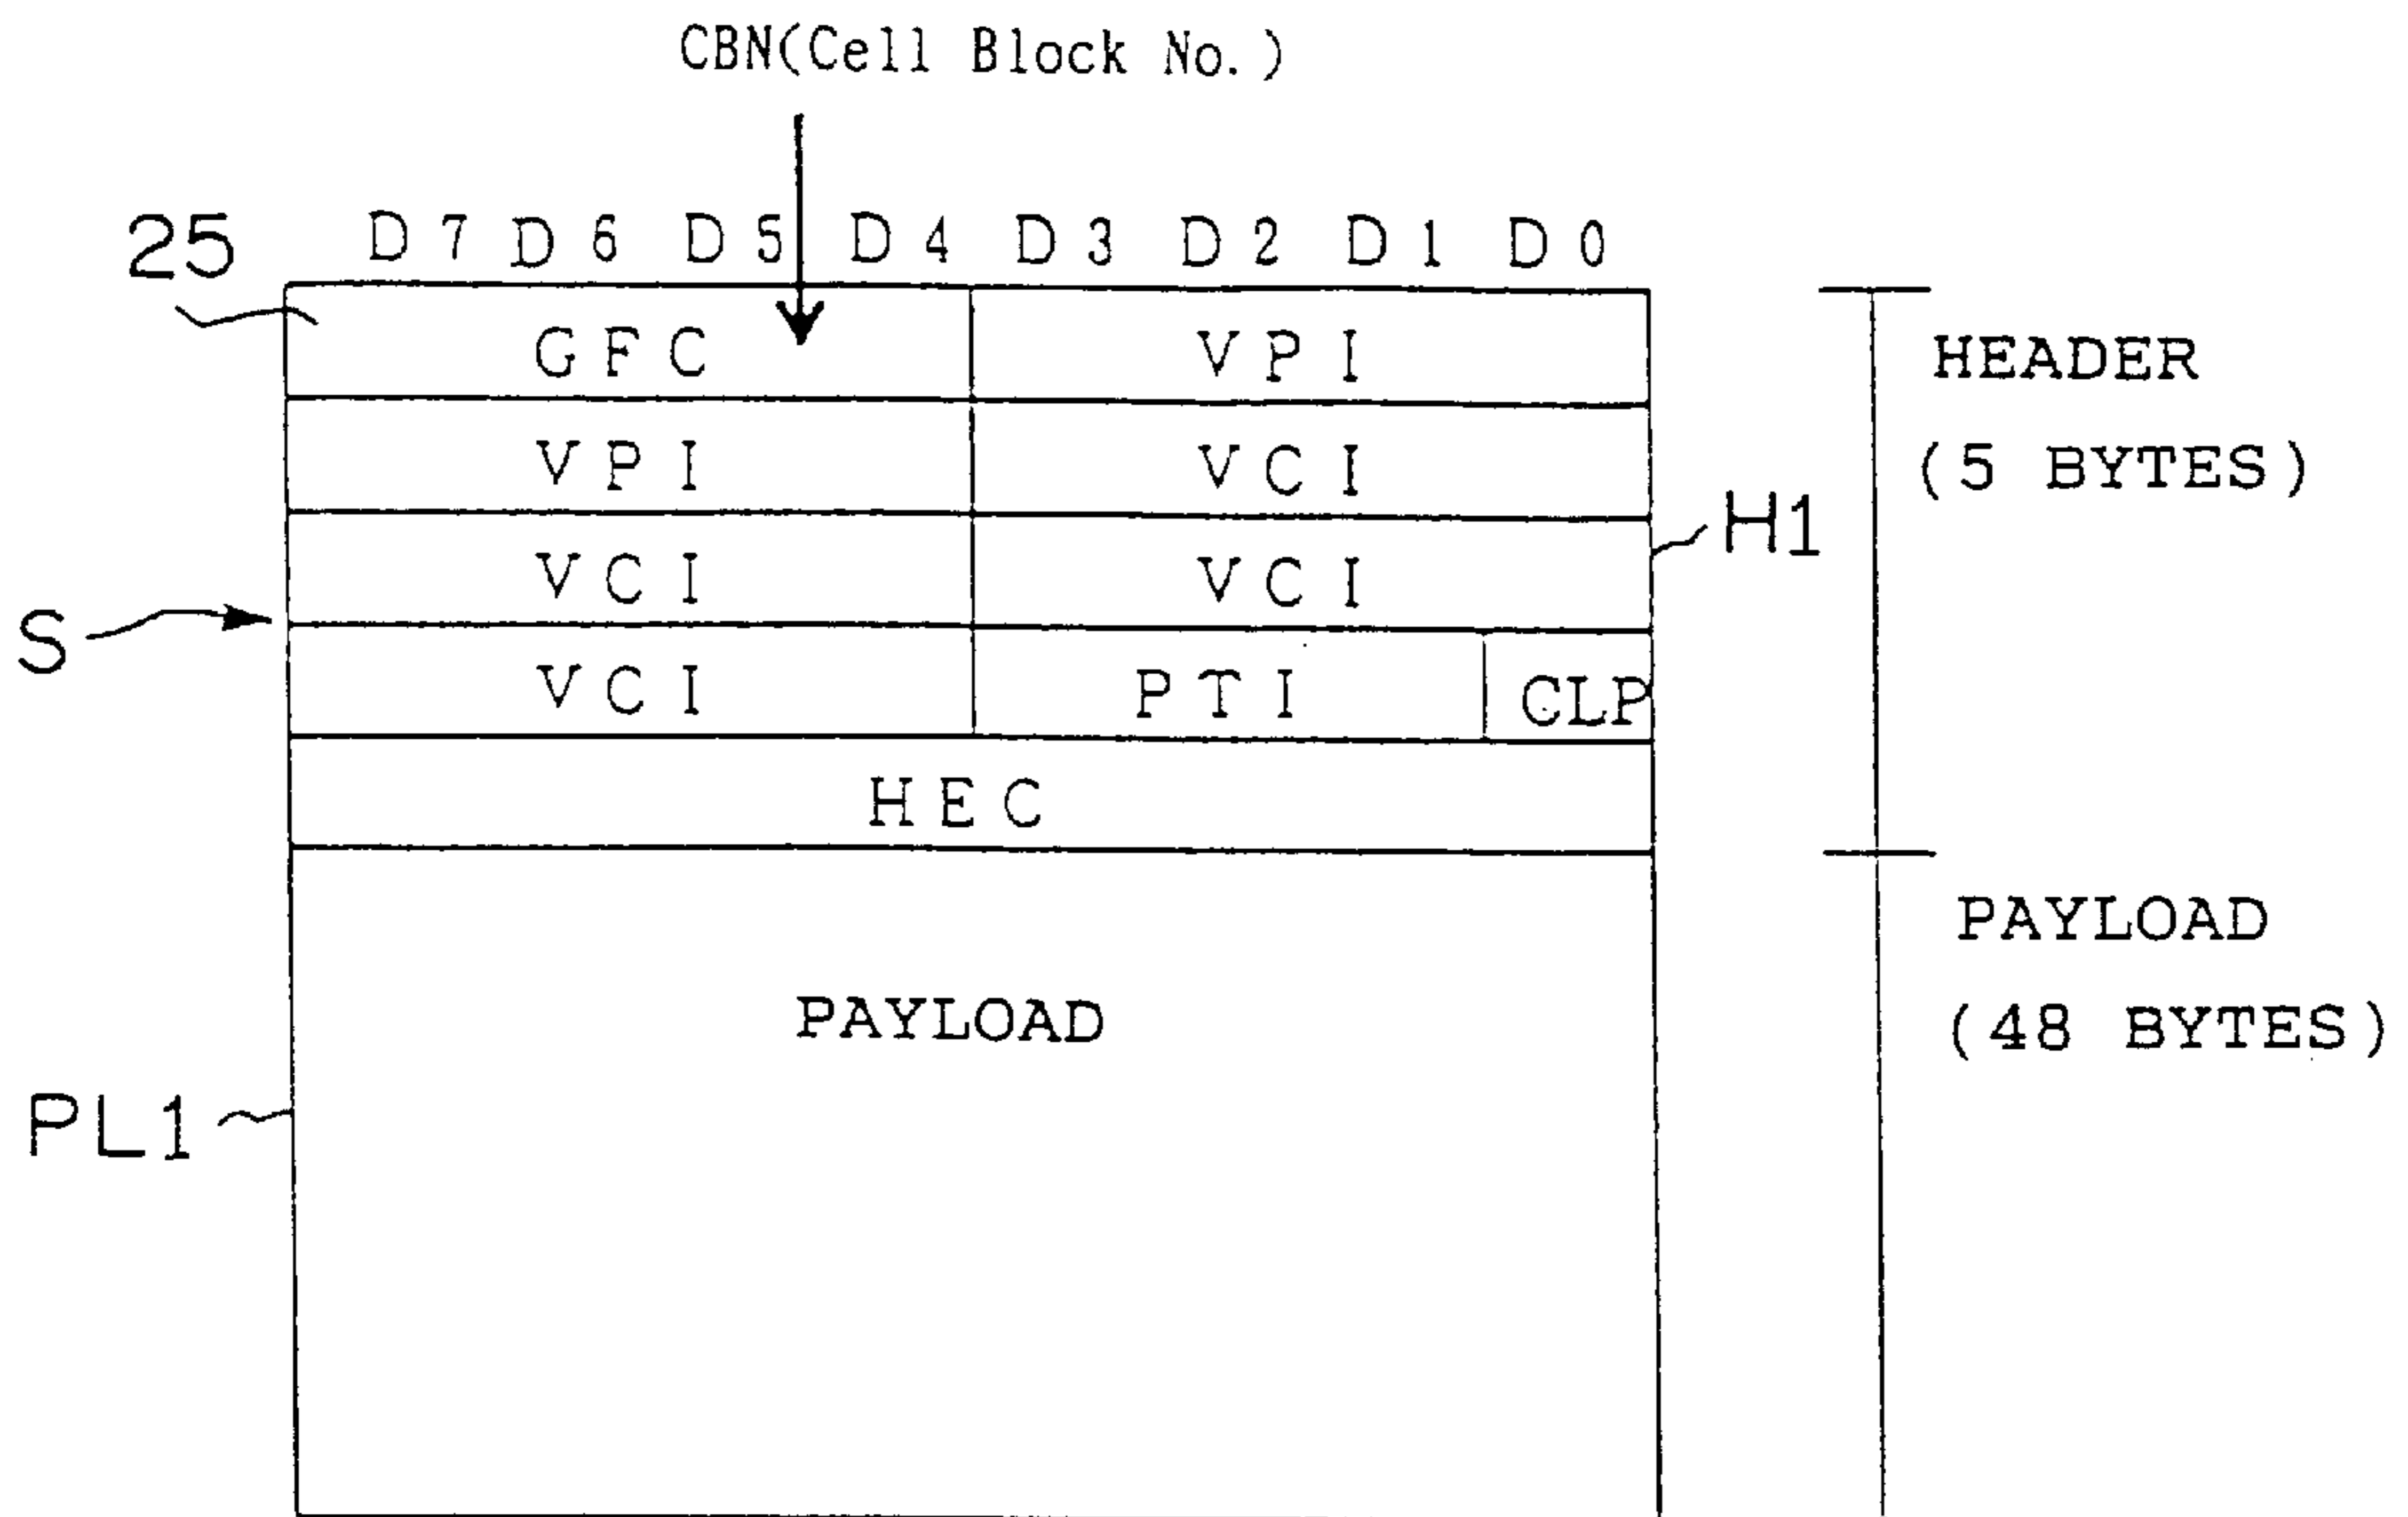 CBN(Cell Block No.)
25
D7 D6 D5 D4 D3 D2 D1 D0
GFC VPI
HEADER
(5 BYTES)
VPI VCI
H1
VCI VCI
S
VCI PTI CLP
HEC
PAYLOAD
(48 BYTES)
PAYLOAD
PL1